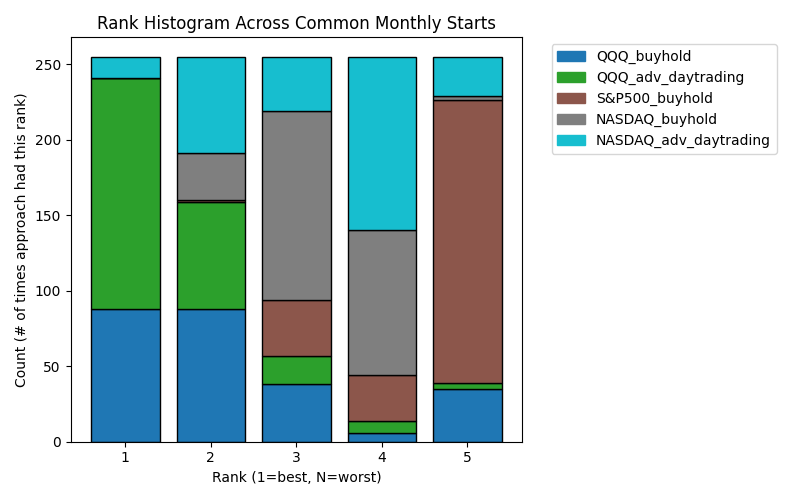 Rank Histogram Across Common Monthly Starts
Count (# of times approach had this rank)
250
200
150
100
50
0
1 2 3 4 5
Rank (1=best, N=worst)
QQQ_buyhold
QQQ_adv_daytrading
S&P500_buyhold
NASDAQ_buyhold
NASDAQ_adv_daytrading